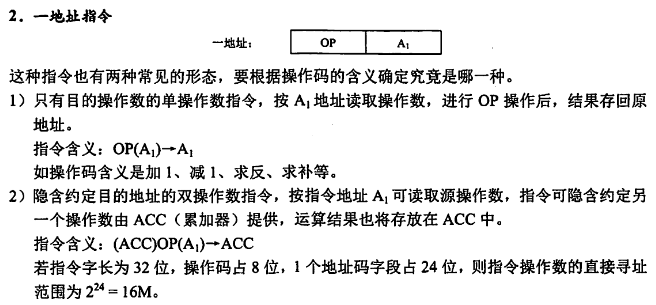 2．一地址指令
一地址： OP A₁
这种指令也有两种常见的形态，要根据操作码的含义确定究竟是哪一种。
1）只有目的操作数的单操作数指令，按 A₁ 地址读取操作数，进行 OP 操作后，结果存回原
地址。
指令含义：OP(A₁)→A₁
如操作码含义是加 1、减 1、求反、求补等。
2）隐含约定目的地址的双操作数指令，按指令地址 A₁ 可读取源操作数，指令可隐含约定另
一个操作数由 ACC（累加器）提供，运算结果也将存放在 ACC 中。
指令含义：(ACC)OP(A₁)→ACC
若指令字长为 32 位，操作码占 8 位，1 个地址码字段占 24 位，则指令操作数的直接寻址
范围为 2²⁴ = 16M。